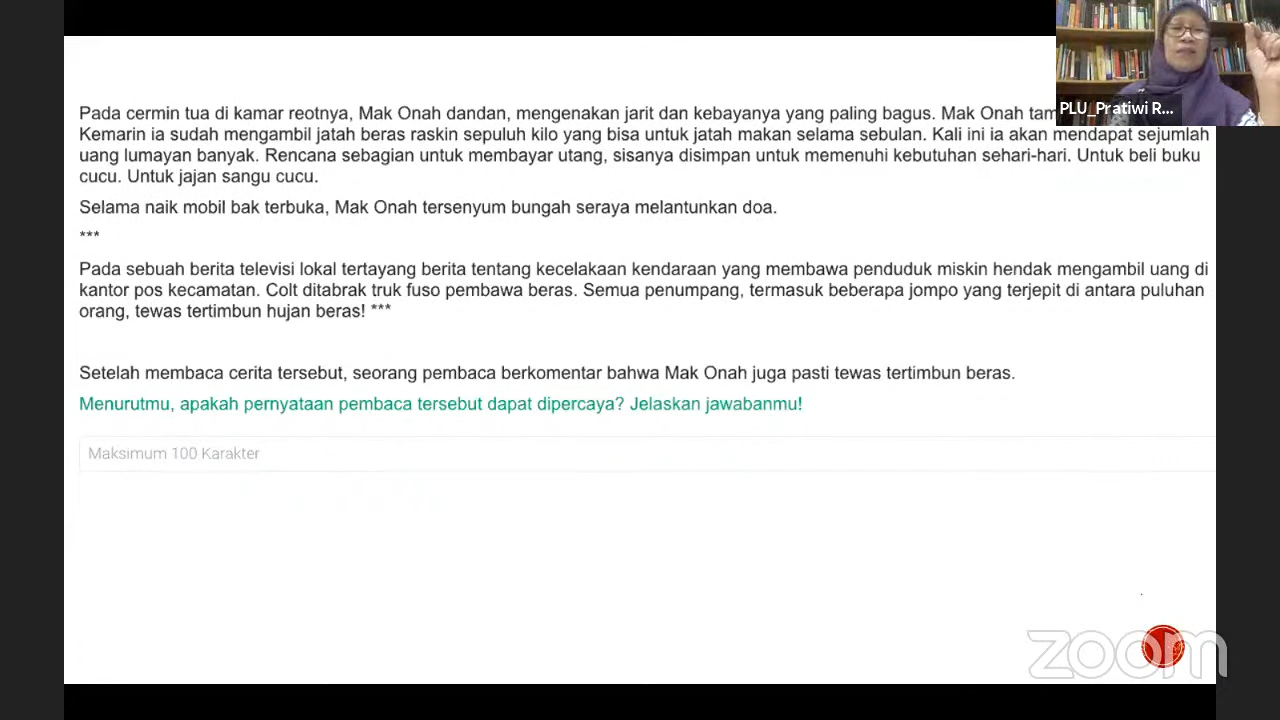 PLU_Pratiwi R...
Pada cermin tua di kamar reotnya, Mak Onah dandan, mengenakan jarit dan kebayanya yang paling bagus. Mak Onah
Kemarin ia sudah mengambil jatah beras raskin sepuluh kilo yang bisa untuk jatah makan selama sebulan. Kali ini ia akan mendapat sejumlah
uang lumayan banyak. Rencana sebagian untuk membayar utang, sisanya disimpan untuk memenuhi kebutuhan sehari-hari. Untuk beli buku
cucu. Untuk jajan sangu cucu.
Selama naik mobil bak terbuka, Mak Onah tersenyum bungah seraya melantunkan doa.
***
Pada sebuah berita televisi lokal tertayang berita tentang kecelakaan kendaraan yang membawa penduduk miskin hendak mengambil uang di
kantor pos kecamatan. Colt ditabrak truk fuso pembawa beras. Semua penumpang, termasuk beberapa jompo yang terjepit di antara puluhan
orang, tewas tertimbun hujan beras! ***
Setelah membaca cerita tersebut, seorang pembaca berkomentar bahwa Mak Onah juga pasti tewas tertimbun beras.
Menurutmu, apakah pernyataan pembaca tersebut dapat dipercaya? Jelaskan jawabanmu!
Maksimum 100 Karakter
zoom